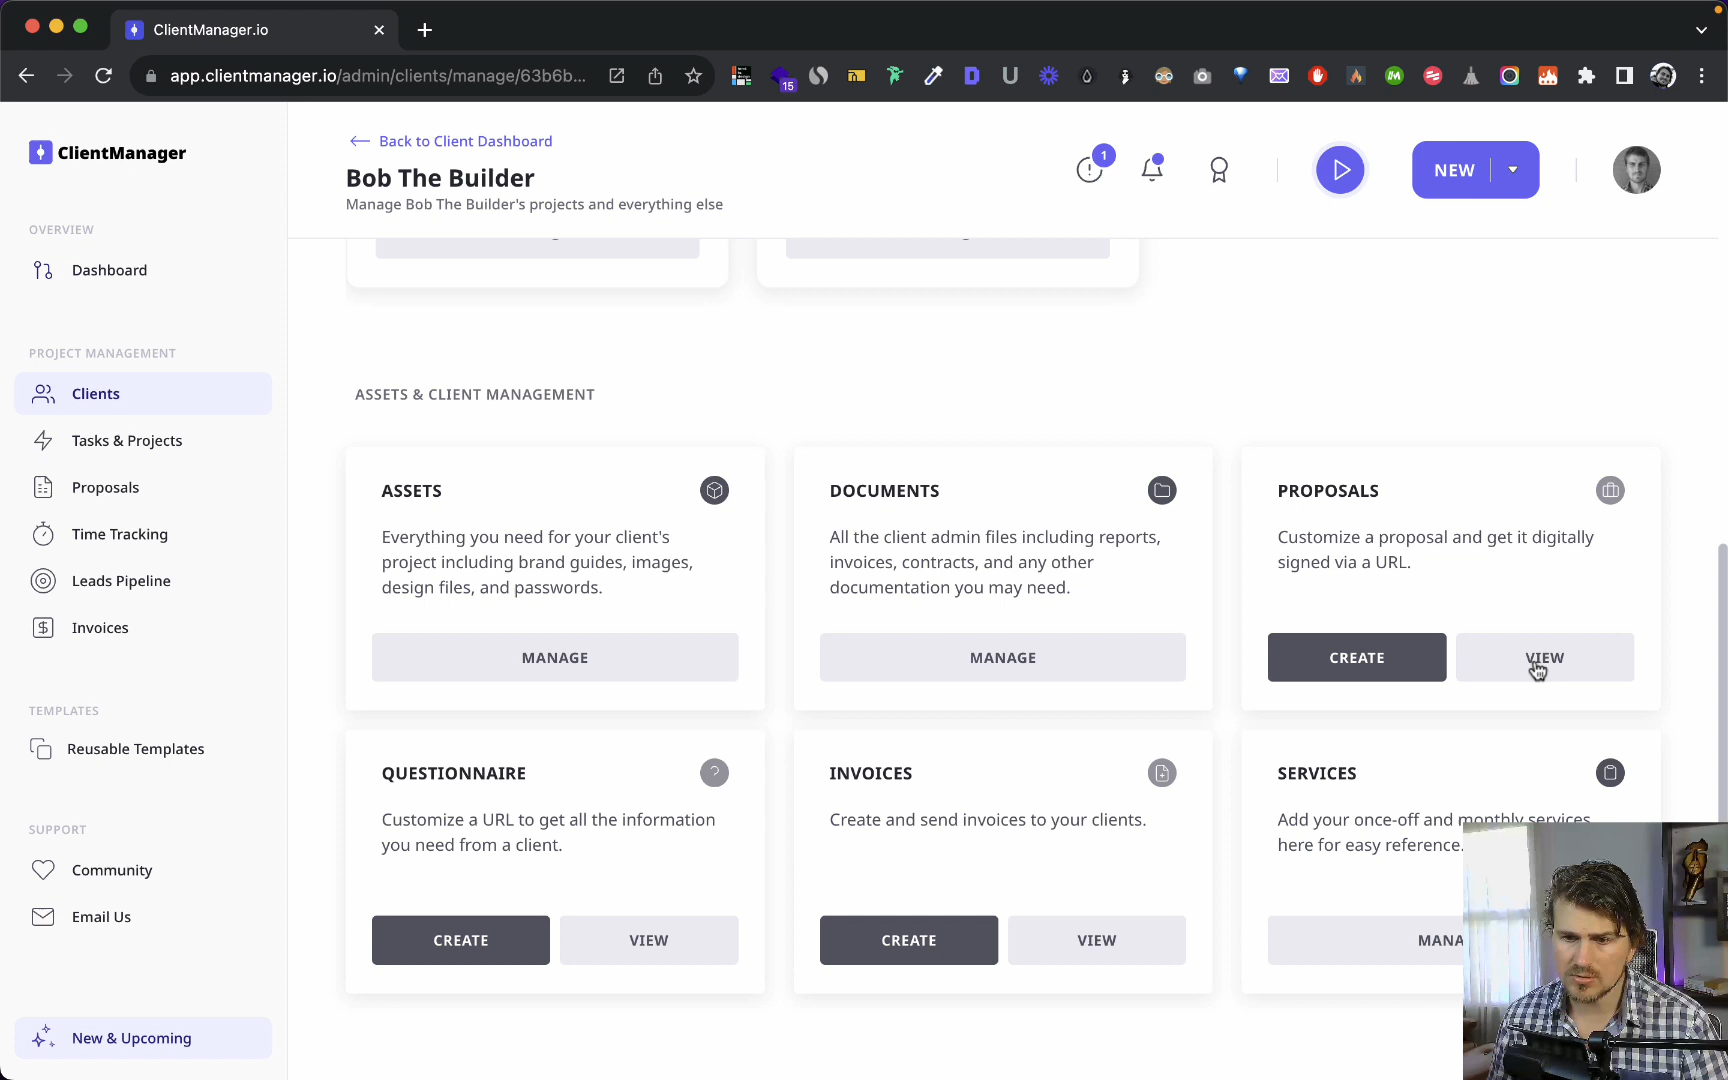 ClientManager.io
app.clientmanager.io/admin/clients/manage/63b6b...
15
ClientManager
OVERVIEW
Dashboard
PROJECT MANAGEMENT
Clients
Tasks & Projects
Proposals
Time Tracking
Leads Pipeline
Invoices
TEMPLATES
Reusable Templates
SUPPORT
Community
Email Us
New & Upcoming
Back to Client Dashboard
Bob The Builder
Manage Bob The Builder's projects and everything else
1
NEW
ASSETS & CLIENT MANAGEMENT
ASSETS
Everything you need for your client's
project including brand guides, images,
design files, and passwords.
MANAGE
DOCUMENTS
All the client admin files including reports,
invoices, contracts, and any other
documentation you may need.
MANAGE
PROPOSALS
Customize a proposal and get it digitally
signed via a URL.
CREATE
VIEW
QUESTIONNAIRE
Customize a URL to get all the information
you need from a client.
CREATE
VIEW
INVOICES
Create and send invoices to your clients.
CREATE
VIEW
SERVICES
Add your once-off and monthly services
here for easy reference.
MANA